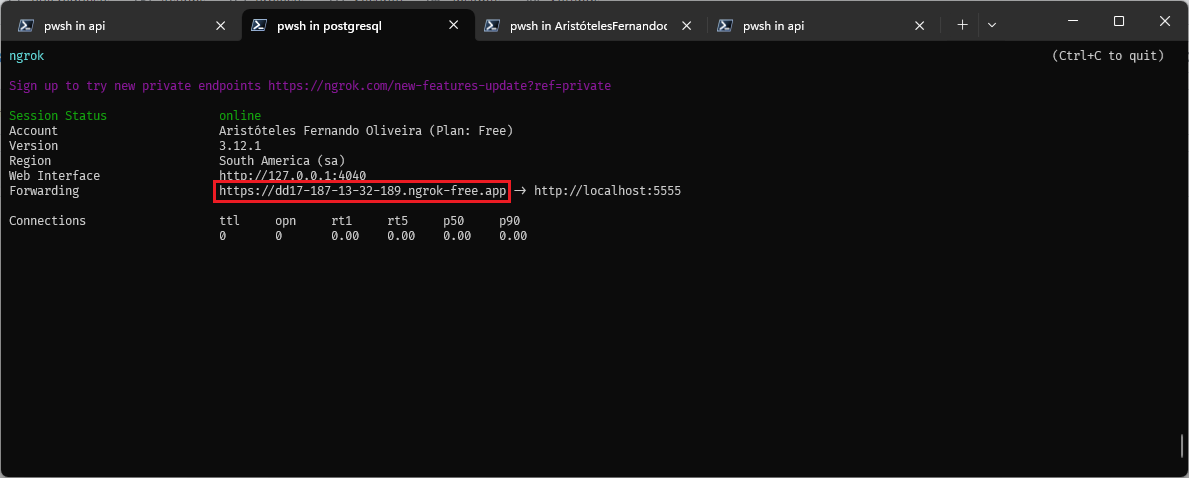 pwsh in api
pwsh in postgresql
pwsh in AristótelesFernando
pwsh in api
ngrok (Ctrl+C to quit)
Sign up to try new private endpoints https://ngrok.com/new-features-update?ref=private
Session Status online
Account Aristóteles Fernando Oliveira (Plan: Free)
Version 3.12.1
Region South America (sa)
Web Interface http://127.0.0.1:4040
Forwarding https://dd17-187-13-32-189.ngrok-free.app -> http://localhost:5555
Connections ttl opn rt1 rt5 p50 p90
0 0 0.00 0.00 0.00 0.00